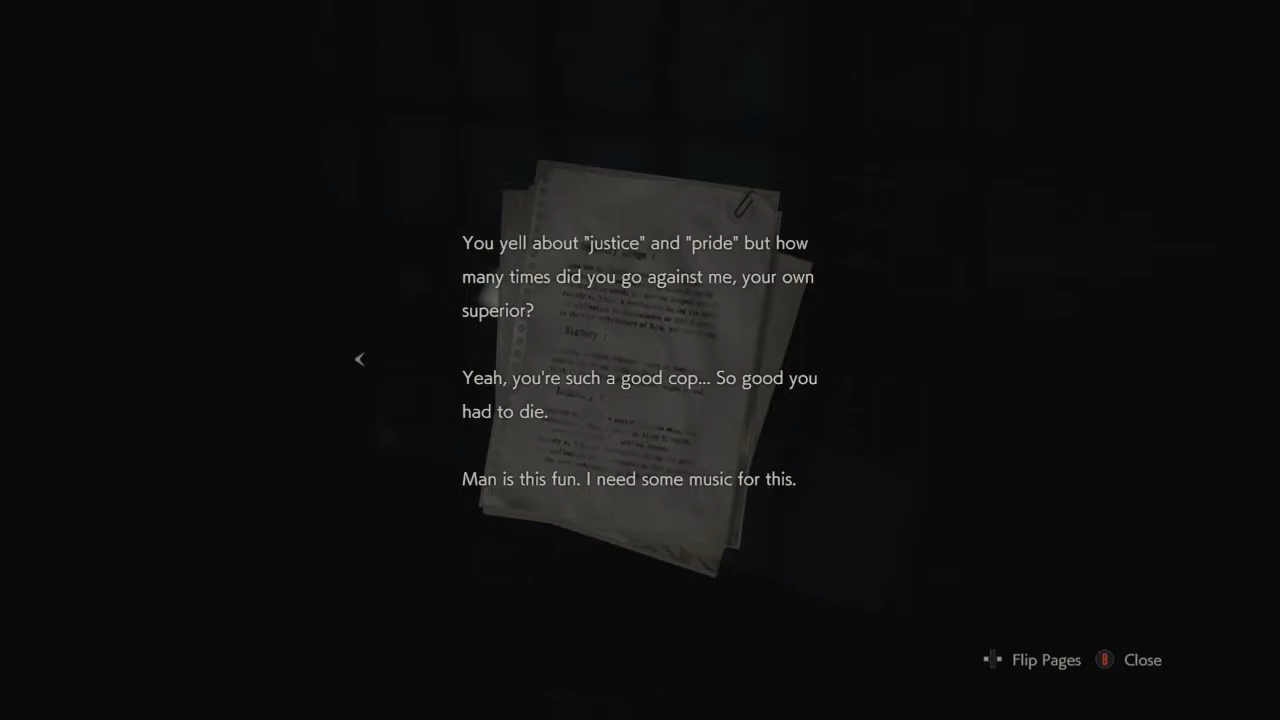 You yell about "justice" and "pride" but how
many times did you go against me, your own
superior?
Yeah, you're such a good cop... So good you
had to die.
Man is this fun. I need some music for this.
Flip Pages B Close